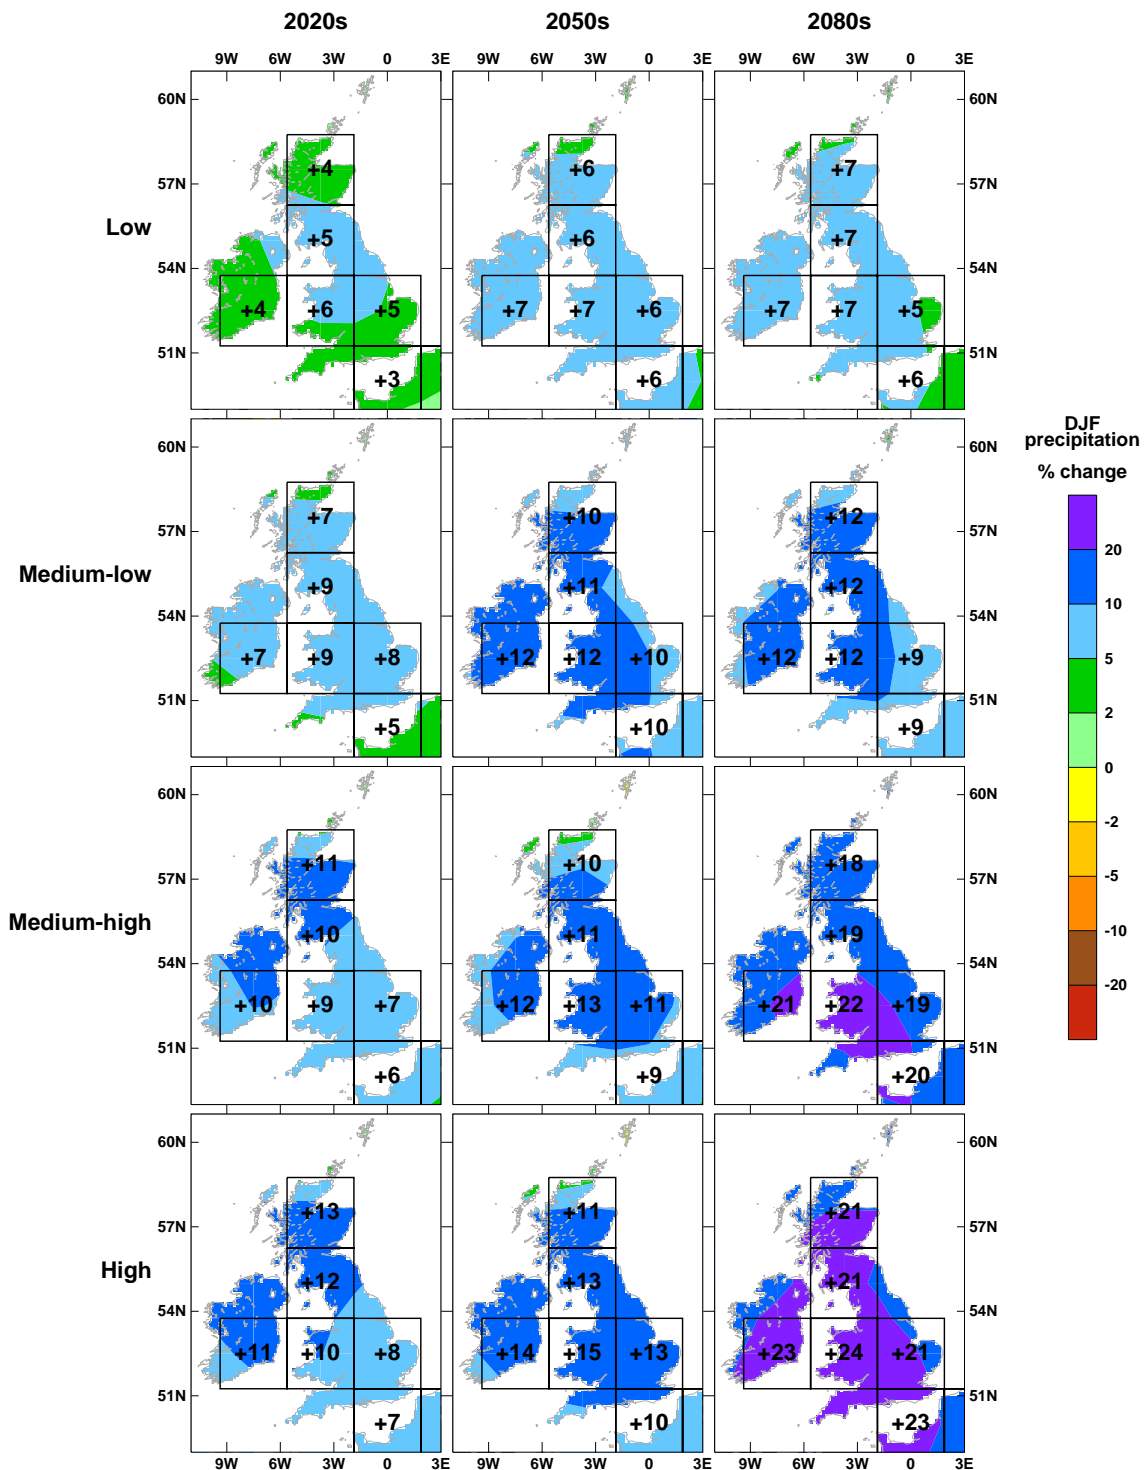 2020s 2050s 2080s
9W 6W 3W 0 3E 9W 6W 3W 0 3E 9W 6W 3W 0 3E
60N 60N
+4 +6 +7
57N 57N
Low
+5 +6 +7
54N 54N
+4 +6 +5 +7 +7 +6 +7 +7 +5
51N 51N
+3 +6 +6
DJF
precipitation
% change
60N 60N
+7 +10 +12
57N 57N
20
Medium-low
+9 +11 +12
10
54N 54N
+7 +9 +8 +12 +12 +10 +12 +12 +9
5
51N 51N
2
+5 +10 +9
0
60N 60N
-2
+11 +10 +18
57N 57N
-5
Medium-high
+10 +11 +19
-10
54N 54N
-20
+10 +9 +7 +12 +13 +11 +21 +22 +19
51N 51N
+6 +9 +20
60N 60N
+13 +11 +21
57N 57N
High
+12 +13 +21
54N 54N
+11 +10 +8 +14 +15 +13 +23 +24 +21
51N 51N
+7 +10 +23
9W 6W 3W 0 3E 9W 6W 3W 0 3E 9W 6W 3W 0 3E